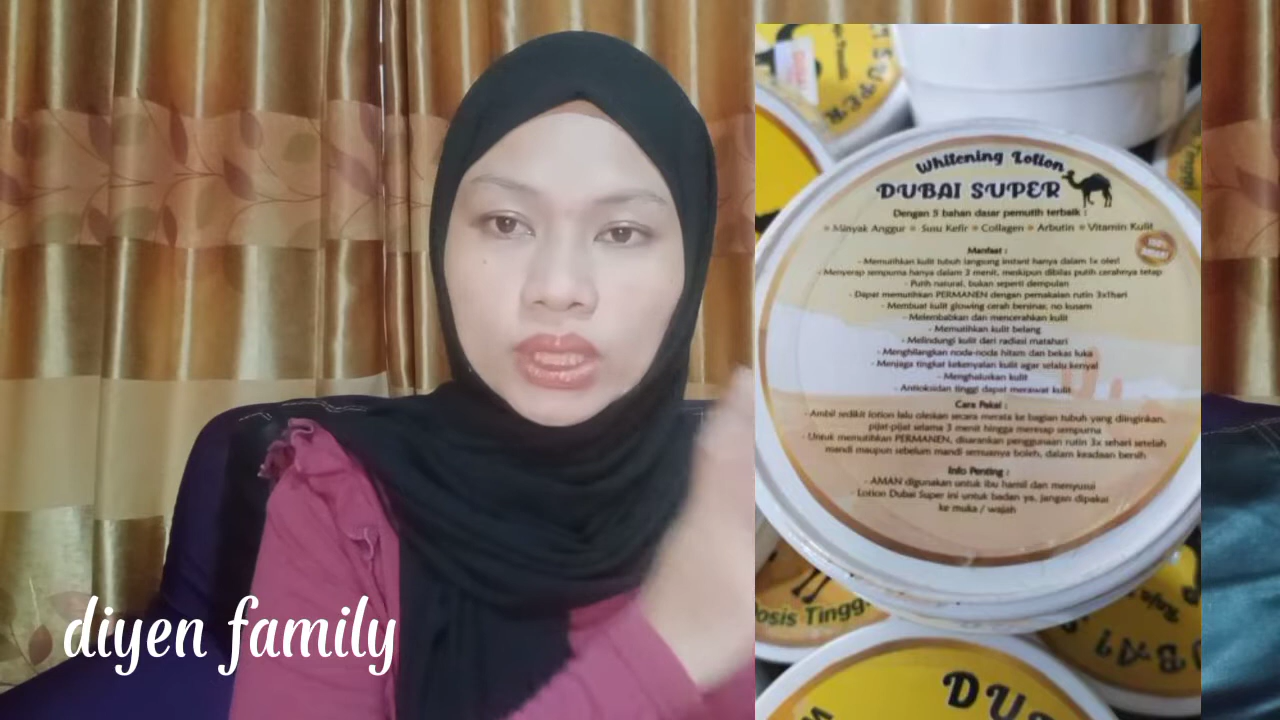 Whitening Lotion
DUBAI SUPER
Dengan 5 bahan dasar pemutih terbaik :
Minyak Anggur Susu Kefir Collagen Arbutin Vitamin Kulit
Manfaat :
- Memutihkan kulit tubuh langsung instant hanya dalam 1x oles!
- Menyerap sempurna hanya dalam 3 menit, meskipun dibilas putih cerahnya tetap
- Putih natural, bukan seperti dempulan
- Dapat memutihkan PERMANEN dengan pemakaian rutin 3x1hari
- Membuat kulit glowing cerah bersinar, no kusam
- Melembabkan dan mencerahkan kulit
- Memutihkan kulit belang
- Melindungi kulit dari radiasi matahari
- Menghilangkan noda-noda hitam dan bekas luka
- Menjaga tingkat kekenyalan kulit agar selalu kenyal
- Menghaluskan kulit
- Antioksidan tinggi dapat merawat kulit
Cara Pakai :
- Ambil sedikit lotion lalu oleskan secara merata ke bagian tubuh yang diinginkan,
pijat-pijat selama 3 menit hingga meresap sempurna
- Untuk memutihkan PERMANEN, disarankan penggunaan rutin 3x sehari setelah
mandi maupun sebelum mandi semuanya boleh, dalam keadaan bersih
Info Penting :
- AMAN digunakan untuk ibu hamil dan menyusui
- Lotion Dubai Super ini untuk badan ya, jangan dipakai
ke muka / wajah
osis Tingg
DU
diyen family